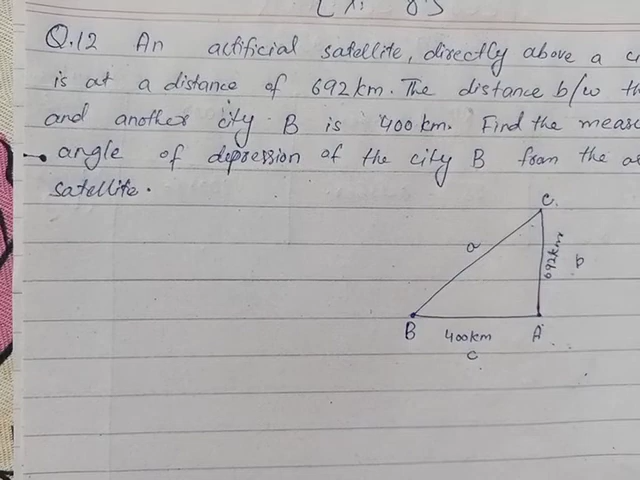 Q.12 An artificial satellite, directly above a
is at a distance of 692 km. The distance b/w
and another city B is 400 km. Find the
angle of depression of the city B from the
satellite.
C.
a
692km
b
B
400km
A
c